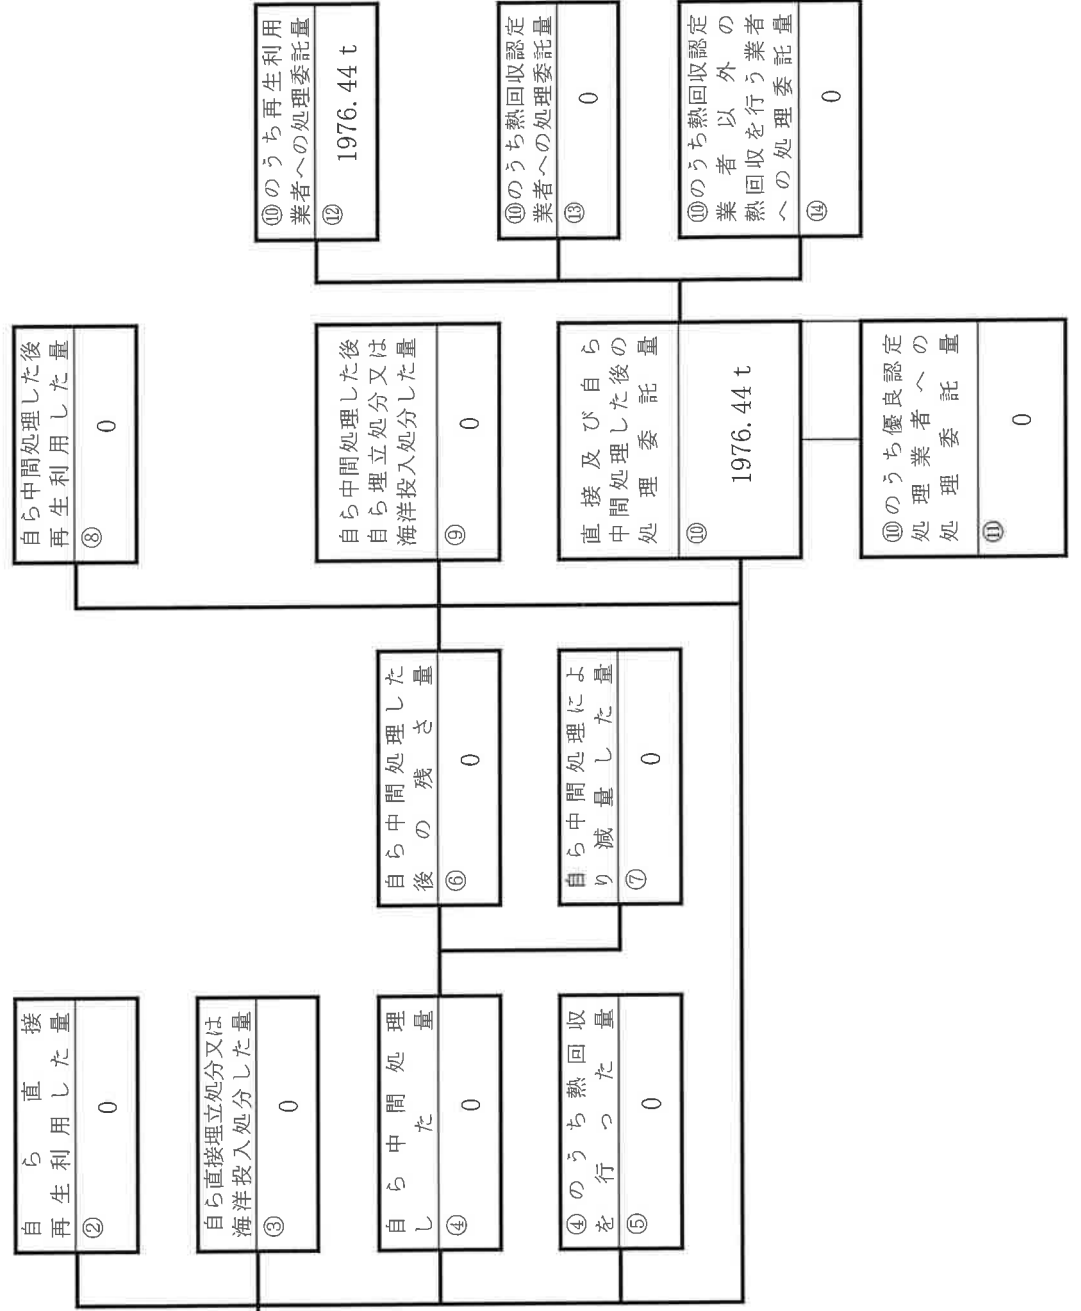 自ら直接
再生利用した量
②
0
自ら直接埋立処分又は
海洋投入処分した量
③
0
自ら中間処理
した量
④
0
④のうち熱回収
を行った量
⑤
0
自ら中間処理した
後の残さ量
⑥
0
自ら中間処理によ
り減量した量
⑦
0
自ら中間処理した後
再生利用した量
⑧
0
自ら中間処理した後
自ら埋立処分又は
海洋投入処分した量
⑨
0
直接及び自ら
中間処理した後の
処理委託量
⑩
1976.44 t
⑩のうち優良認定
処理業者への
処理委託量
⑪
0
⑩のうち再生利用
業者への処理委託量
⑫
1976.44 t
⑩のうち熱回収認定
業者への処理委託量
⑬
0
⑩のうち熱回収認定
業者以外の
熱回収を行う業者
への処理委託量
⑭
0